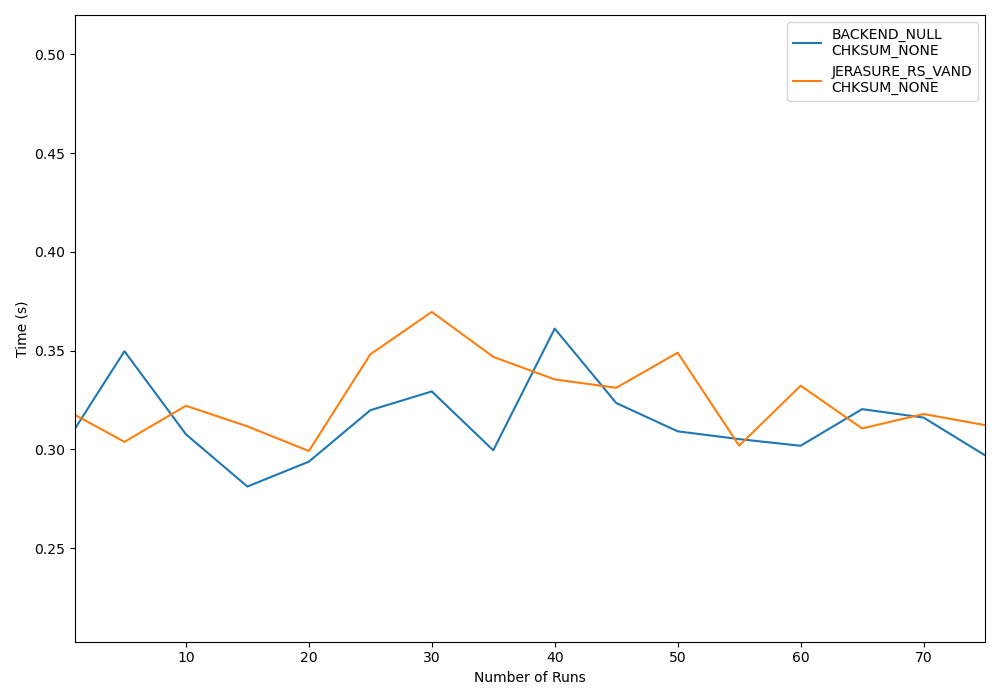 BACKEND_NULL
CHKSUM_NONE
JERASURE_RS_VAND
CHKSUM_NONE
0.50
0.45
0.40
0.35
0.30
0.25
Time (s)
10 20 30 40 50 60 70
Number of Runs